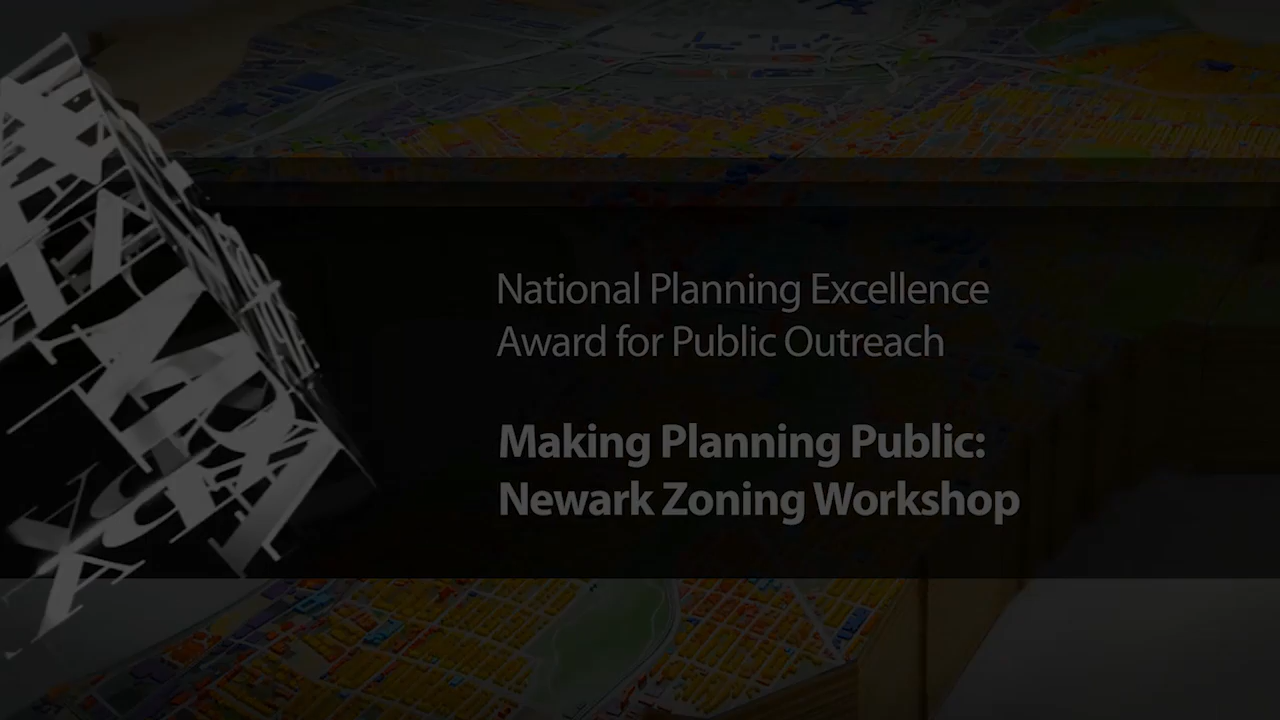 National Planning Excellence
Award for Public Outreach
Making Planning Public:
Newark Zoning Workshop